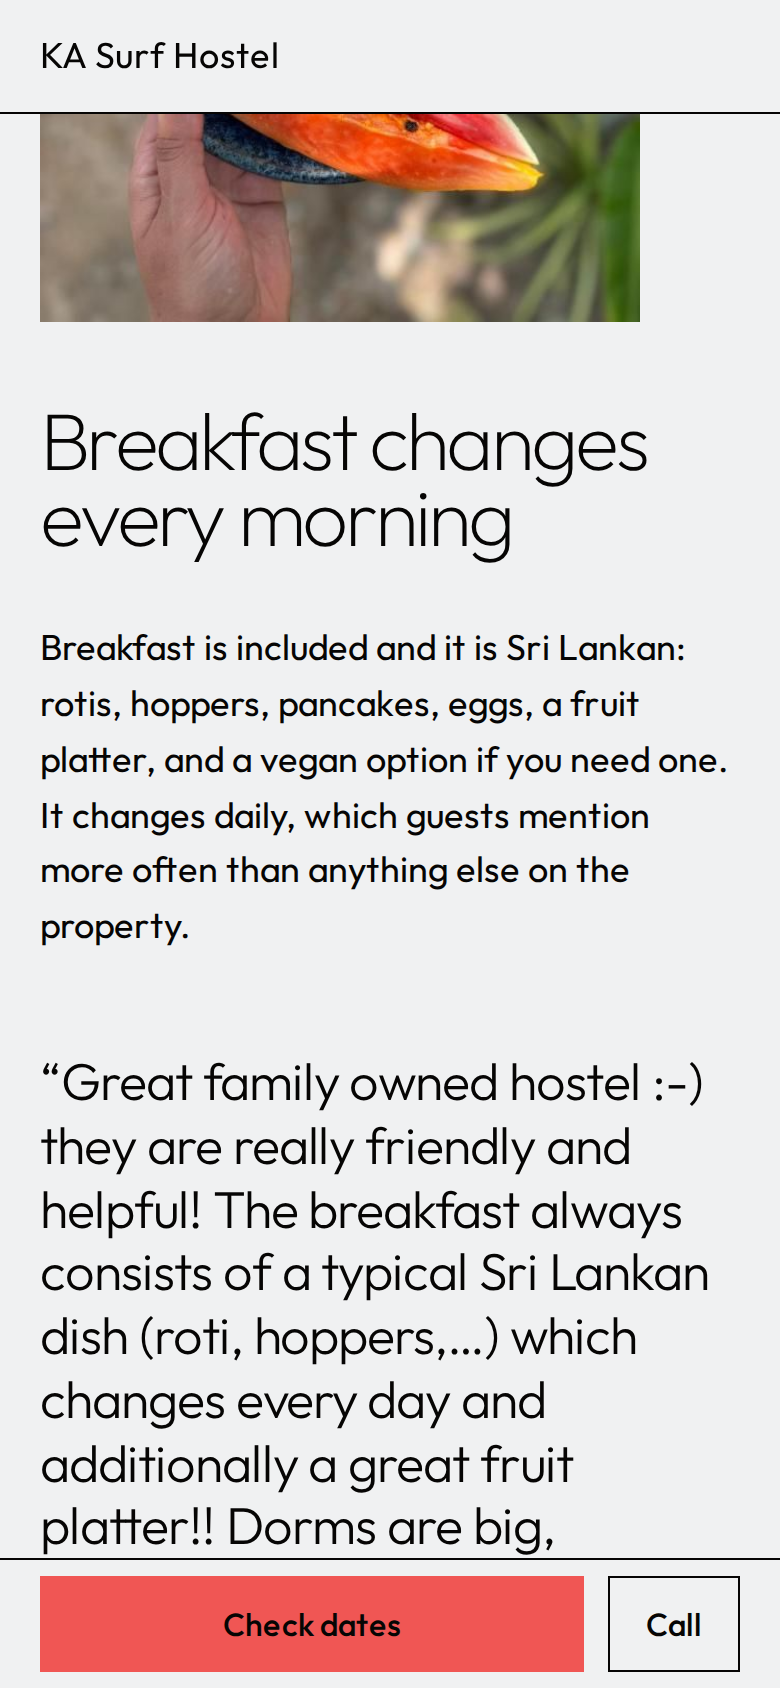 KA Surf Hostel
Breakfast changes
every morning
Breakfast is included and it is Sri Lankan:
rotis, hoppers, pancakes, eggs, a fruit
platter, and a vegan option if you need one.
It changes daily, which guests mention
more often than anything else on the
property.
“Great family owned hostel :-)
they are really friendly and
helpful! The breakfast always
consists of a typical Sri Lankan
dish (roti, hoppers,...) which
changes every day and
additionally a great fruit
platter!! Dorms are big,
Check dates
Call